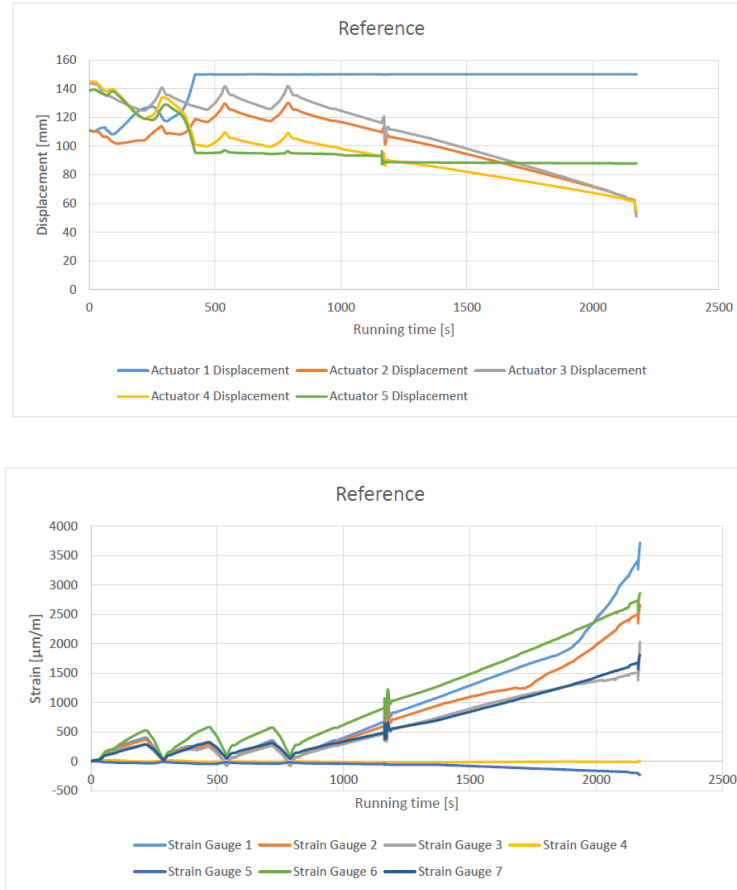 Reference
160
140
120
100
80
60
40
20
0
Displacement [mm]
0 500 1000 1500 2000 2500
Running time [s]
Actuator 1 Displacement Actuator 2 Displacement Actuator 3 Displacement
Actuator 4 Displacement Actuator 5 Displacement
Reference
4000
3500
3000
2500
2000
1500
1000
500
0
-500
Strain [µm/m]
0 500 1000 1500 2000 2500
Running time [s]
Strain Gauge 1 Strain Gauge 2 Strain Gauge 3 Strain Gauge 4
Strain Gauge 5 Strain Gauge 6 Strain Gauge 7